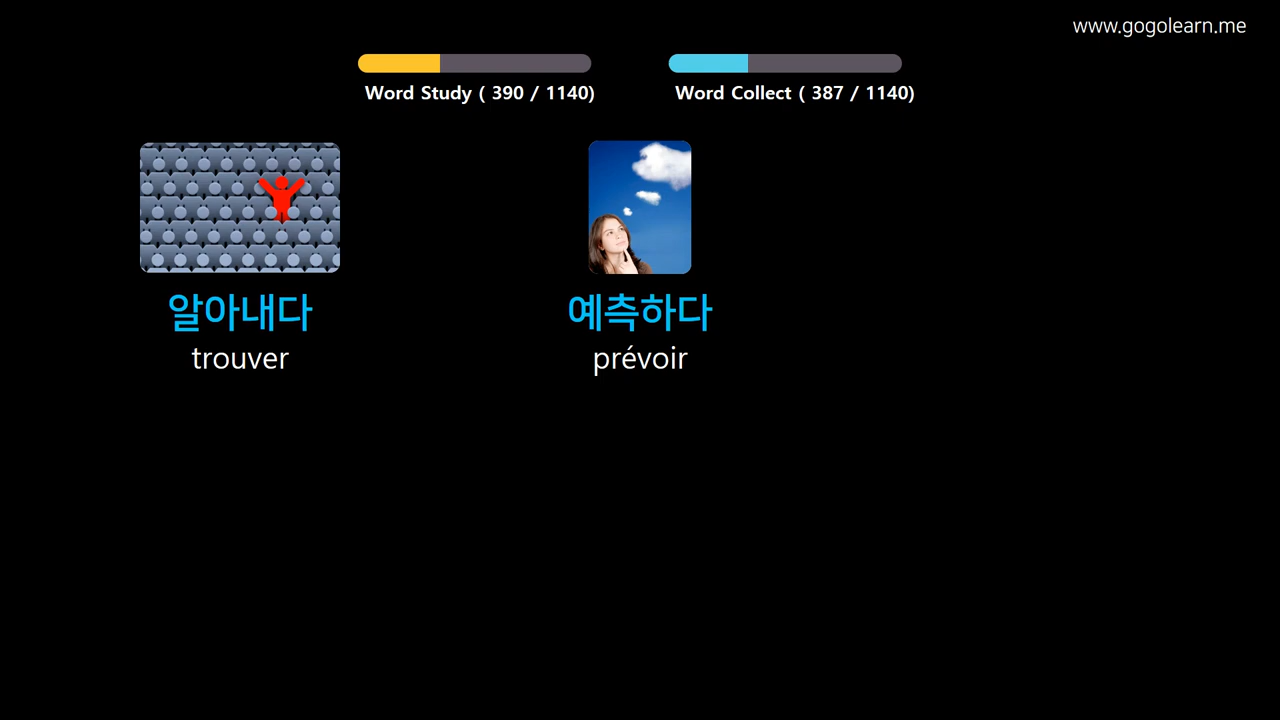 www.gogolearn.me
Word Study ( 390 / 1140)
Word Collect ( 387 / 1140)
알아내다
trouver
예측하다
prévoir